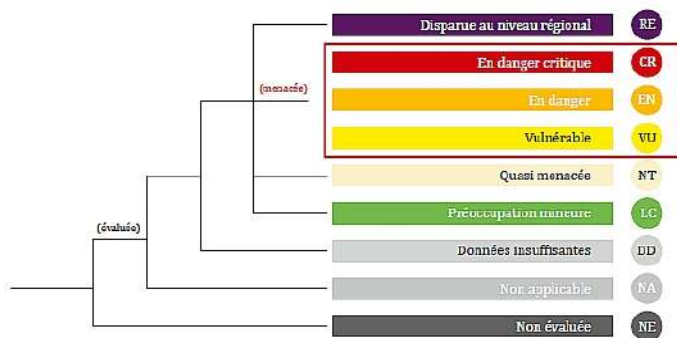 Disparue au niveau régional RE
En danger critique CR
(menacée)
En danger EN
Vulnérable VU
Quasi menacée NT
Préoccupation mineure LC
(évaluée)
Données insuffisantes DD
Non applicable NA
Non évaluée NE